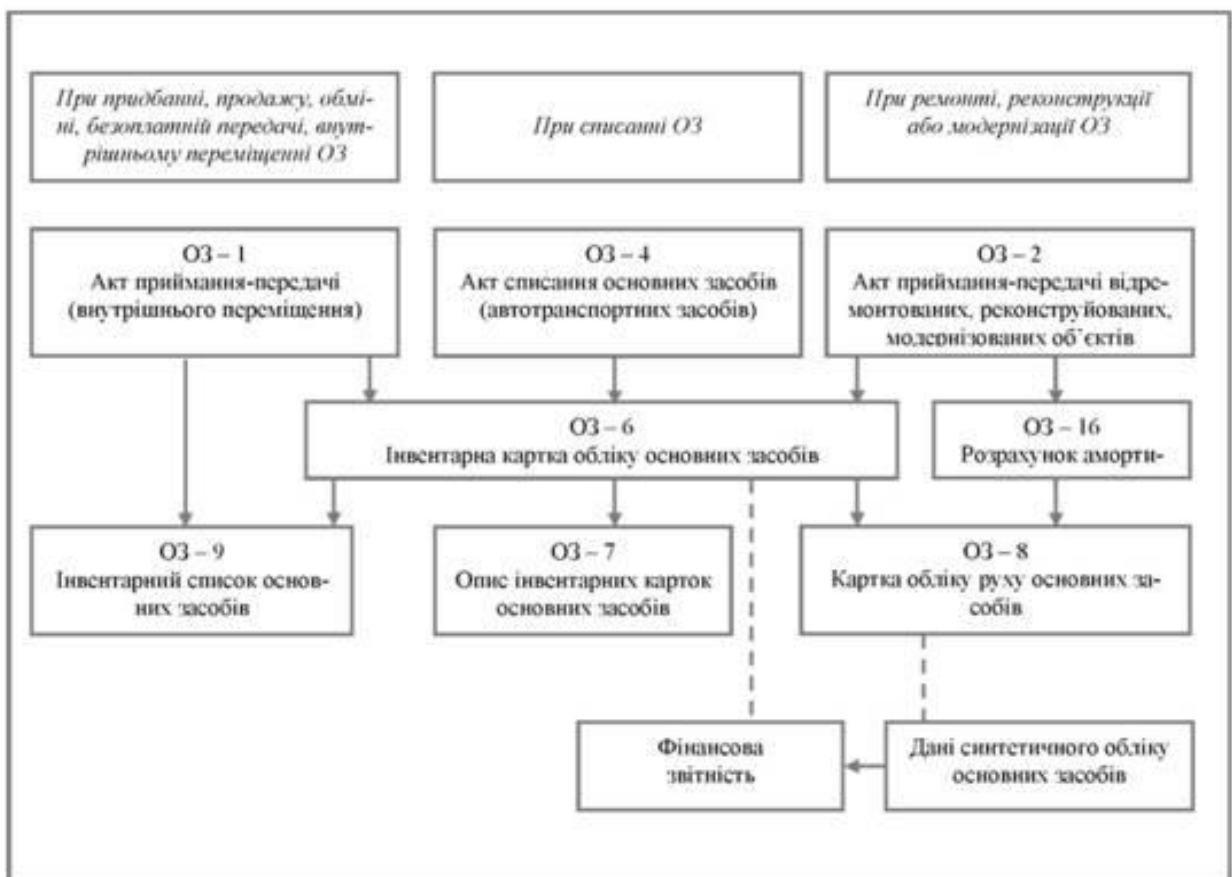 При придбанні, продажу, обмі-
ні, безоплатній передачі, внут-
рішньому переміщенні ОЗ
При списанні ОЗ
При ремонті, реконструкції
або модернізації ОЗ
ОЗ – 1
Акт приймання-передачі
(внутрішнього переміщення)
ОЗ – 4
Акт списання основних засобів
(автотранспортних засобів)
ОЗ – 2
Акт приймання-передачі відре-
монтованих, реконструйованих,
модернізованих об’єктів
ОЗ – 6
Інвентарна картка обліку основних засобів
ОЗ – 16
Розрахунок аморти-
ОЗ – 9
Інвентарний список основ-
них засобів
ОЗ – 7
Опис інвентарних карток
основних засобів
ОЗ – 8
Картка обліку руху основних за-
собів
Фінансова
звітність
Дані синтетичного обліку
основних засобів